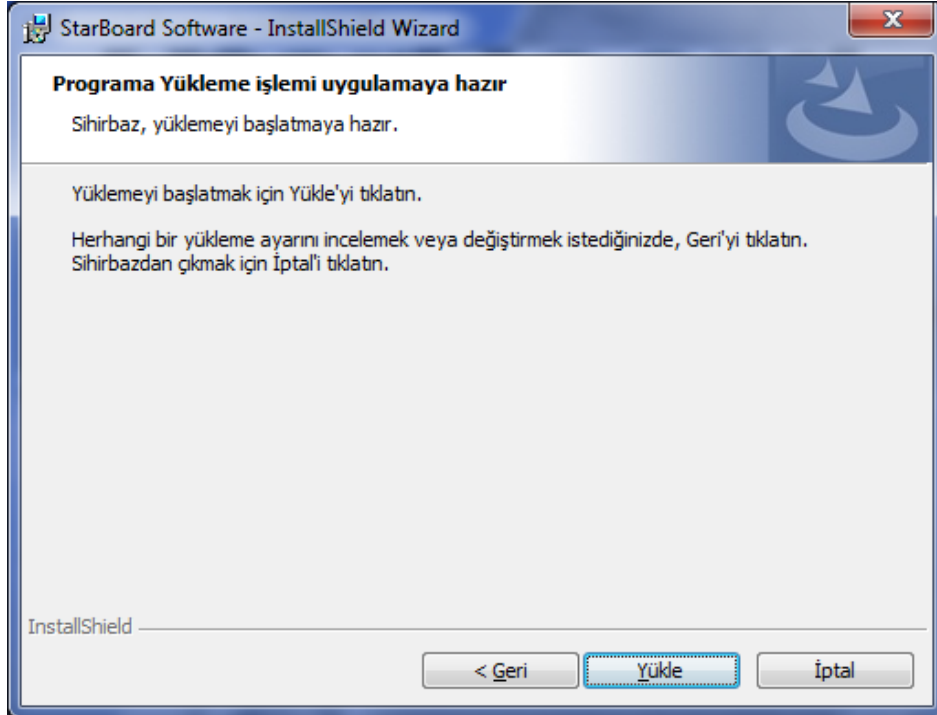 StarBoard Software - InstallShield Wizard
Programa Yükleme işlemi uygulamaya hazır
Sihirbaz, yüklemeyi başlatmaya hazır.
Yüklemeyi başlatmak için Yükle'yi tıklatın.
Herhangi bir yükleme ayarını incelemek veya değiştirmek istediğinizde, Geri'yi tıklatın.
Sihirbazdan çıkmak için İptal'i tıklatın.
InstallShield
< Geri Yükle İptal